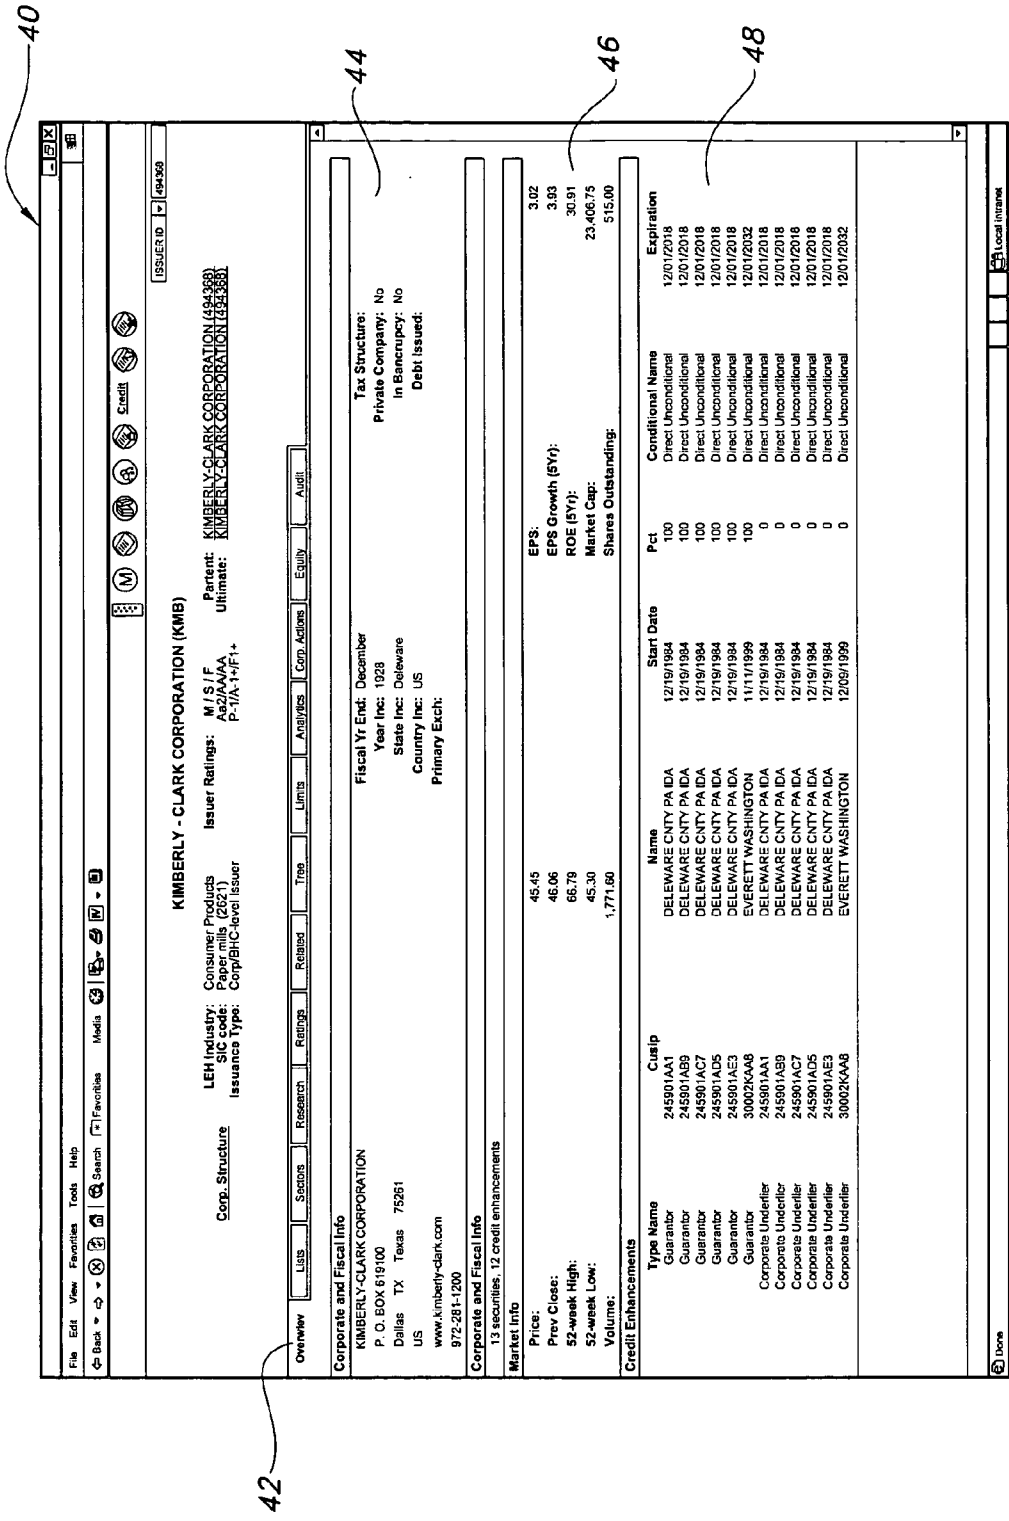 40
File Edit View Favorites Tools Help
Back Search Favorites Media
Credit
ISSUER ID 494368
KIMBERLY - CLARK CORPORATION (KMB)
Corp. Structure
LEH Industry: Consumer Products
SIC code: Paper mills (2621)
Issuance Type: Corp/BHC-level Issuer
Issuer Ratings: M / S / F
Aa2/AA/AA
P-1/A-1+/F1+
Partent: KIMBERLY-CLARK CORPORATION (494368)
Ultimate: KIMBERLY-CLARK CORPORATION (494368)
42
Overwiev Lists Sectors Research Ratings Related Tree Limits Analytics Corp. Actions Equity Audit
44
Corporate and Fiscal Info
KIMBERLY-CLARK CORPORATION
P. O. BOX 619100
Dallas TX Texas 75261
US
www.kimberly-clark.com
972-281-1200
Fiscal Yr End: December
Year Inc: 1928
State Inc: Deleware
Country Inc: US
Primary Exch:
Tax Structure:
Private Company: No
In Bancrupcy: No
Debt Issued:
Corporate and Fiscal Info
13 securities, 12 credit enhancements
46
Market Info
Price: 45.45 EPS: 3.02
Prev Close: 46.06 EPS Growth (5Yr): 3.93
52-week High: 66.79 ROE (5Yr): 30.91
52-week Low: 45.30 Market Cap: 23,406.75
Volume: 1,771.60 Shares Outstanding: 515.00
48
Credit Enhancements
Type Name Cusip Name Start Date Pct Conditional Name Expiration
Guarantor 245901AA1 DELEWARE CNTY PA IDA 12/19/1984 100 Direct Unconditional 12/01/2018
Guarantor 245901AB9 DELEWARE CNTY PA IDA 12/19/1984 100 Direct Unconditional 12/01/2018
Guarantor 245901AC7 DELEWARE CNTY PA IDA 12/19/1984 100 Direct Unconditional 12/01/2018
Guarantor 245901AD5 DELEWARE CNTY PA IDA 12/19/1984 100 Direct Unconditional 12/01/2018
Guarantor 245901AE3 DELEWARE CNTY PA IDA 12/19/1984 100 Direct Unconditional 12/01/2018
Guarantor 30002KAA8 EVERETT WASHINGTON 11/11/1999 100 Direct Unconditional 12/01/2032
Corporate Underlier 245901AA1 DELEWARE CNTY PA IDA 12/19/1984 0 Direct Unconditional 12/01/2018
Corporate Underlier 245901AB9 DELEWARE CNTY PA IDA 12/19/1984 0 Direct Unconditional 12/01/2018
Corporate Underlier 245901AC7 DELEWARE CNTY PA IDA 12/19/1984 0 Direct Unconditional 12/01/2018
Corporate Underlier 245901AD5 DELEWARE CNTY PA IDA 12/19/1984 0 Direct Unconditional 12/01/2018
Corporate Underlier 245901AE3 DELEWARE CNTY PA IDA 12/19/1984 0 Direct Unconditional 12/01/2018
Corporate Underlier 30002KAA8 EVERETT WASHINGTON 12/09/1999 0 Direct Unconditional 12/01/2032
Done Local intranet